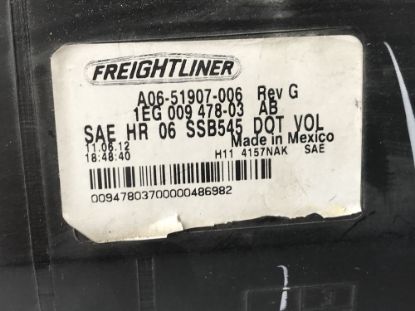 FREIGHTLINER
A06-51907-006 Rev G
1EG 009 478-03 AB
SAE HR 06 SSB545 DOT VOL
11.06.12 Made in Mexico
18:48:40 H11 4157NAK SAE
00947803700000486982